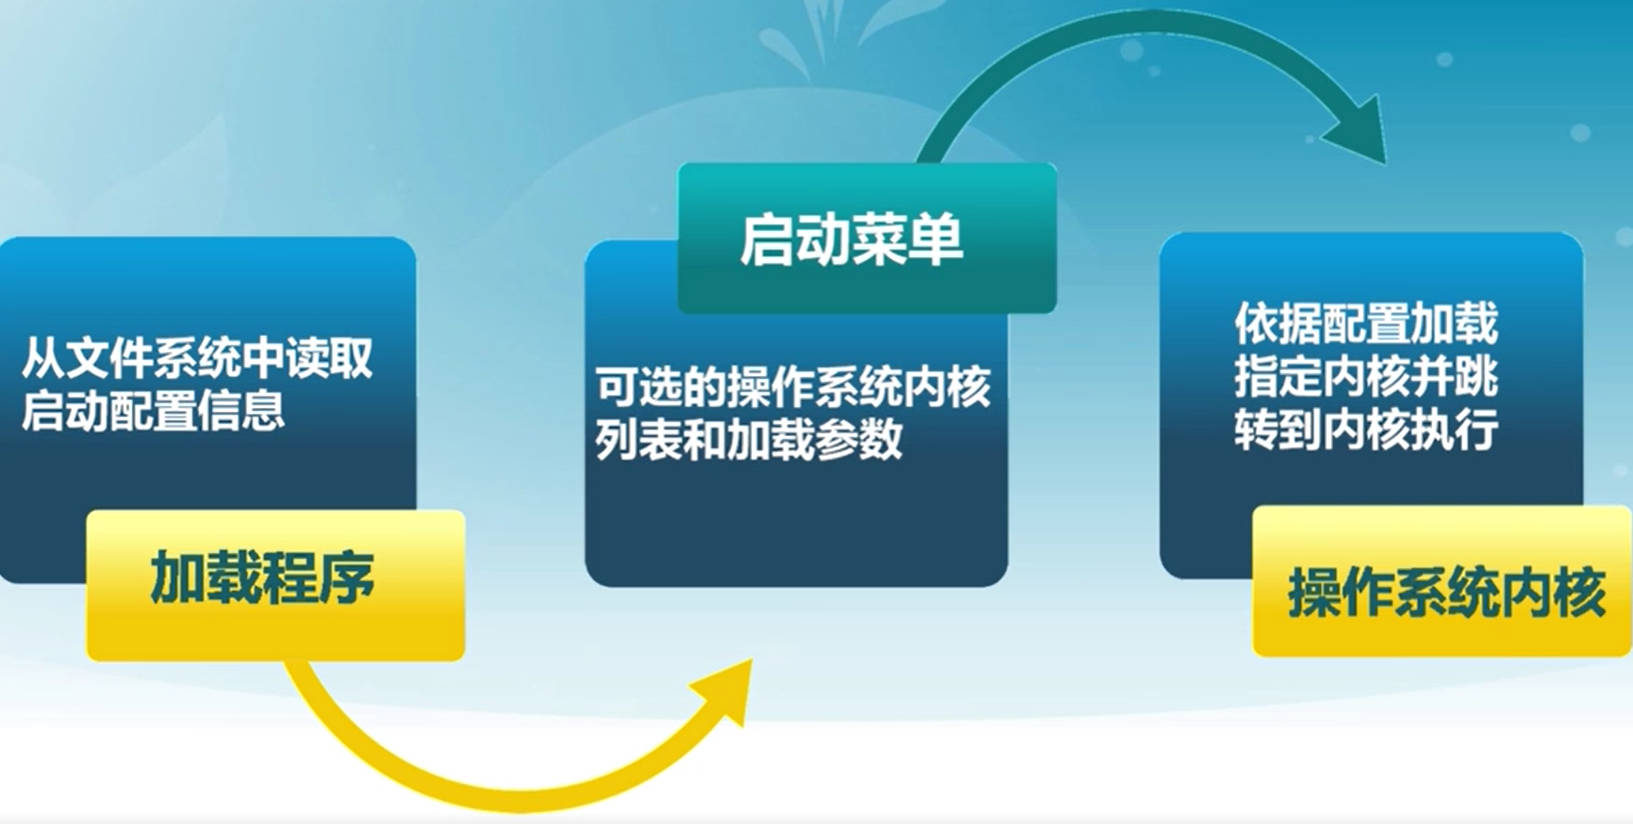 从文件系统中读取
启动配置信息
加载程序
启动菜单
可选的操作系统内核
列表和加载参数
依据配置加载
指定内核并跳
转到内核执行
操作系统内核